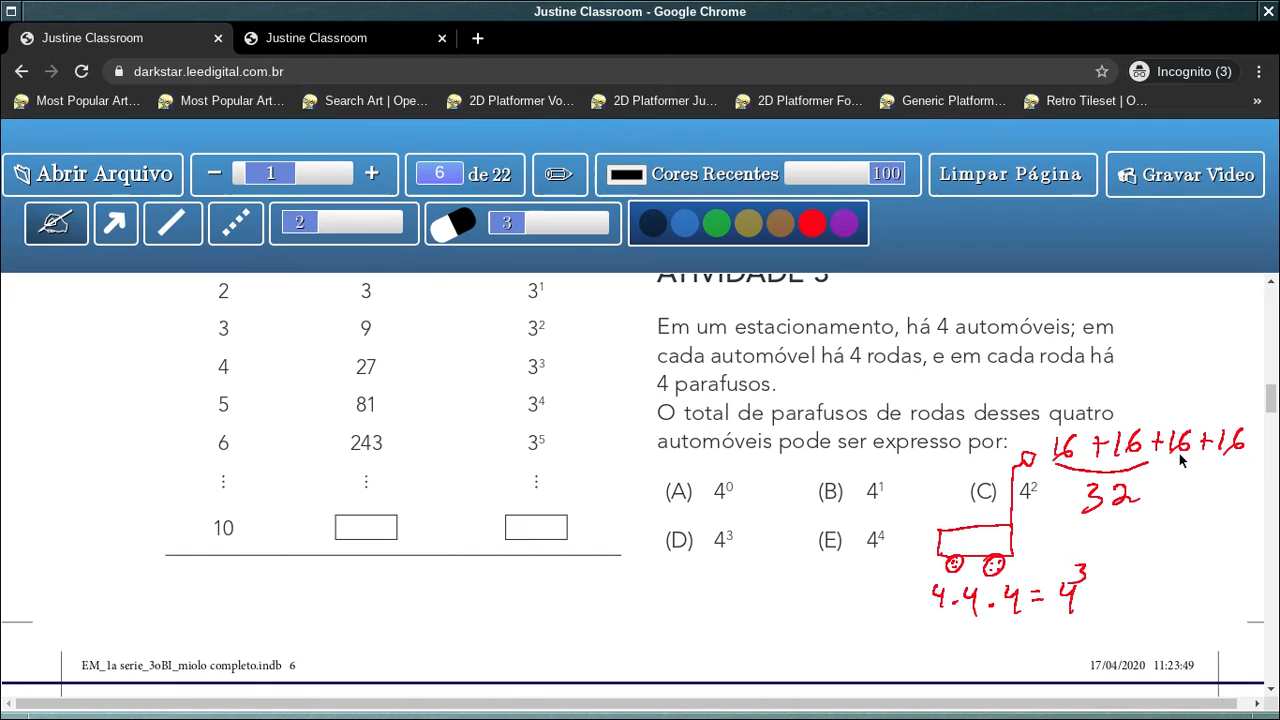 Justine Classroom - Google Chrome
Justine Classroom
Justine Classroom
darkstar.leedigital.com.br
Incognito (3)
Most Popular Art...
Most Popular Art...
Search Art | Ope...
2D Platformer Vo...
2D Platformer Ju...
2D Platformer Fo...
Generic Platform...
Retro Tileset | O...
»
Abrir Arquivo
− 1 +
6 de 22
Cores Recentes 100
Limpar Página
Gravar Video
2
3
2 3 3¹
3 9 3²
4 27 3³
5 81 3⁴
6 243 3⁵
⋮ ⋮ ⋮
10
ATIVIDADE 3
Em um estacionamento, há 4 automóveis; em
cada automóvel há 4 rodas, e em cada roda há
4 parafusos.
O total de parafusos de rodas desses quatro
automóveis pode ser expresso por:
(A) 4⁰ (B) 4¹ (C) 4²
(D) 4³ (E) 4⁴
16 + 16 + 16 + 16
32
4 . 4 . 4 = 4³
EM_1a serie_3oBI_miolo completo.indb 6
17/04/2020 11:23:49